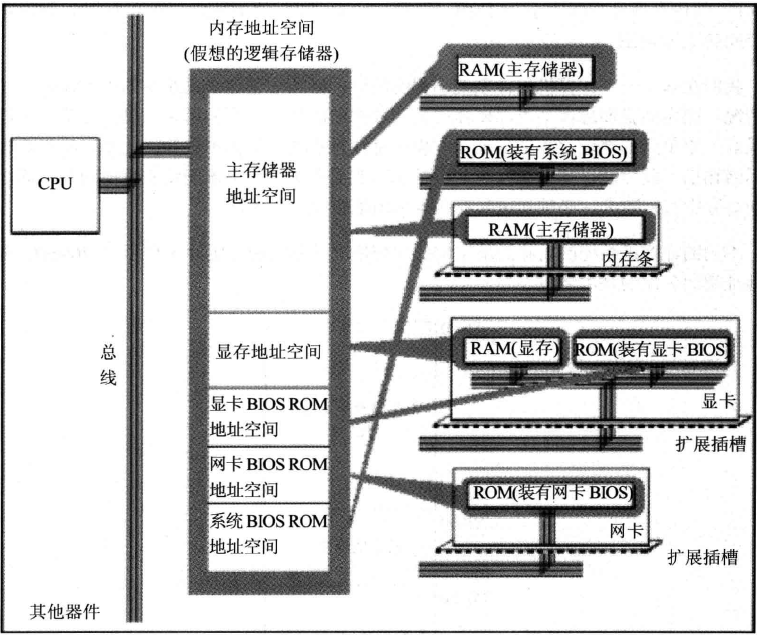 内存地址空间
(假想的逻辑存储器)
CPU
总
线
其他器件
主存储器
地址空间
显存地址空间
显卡 BIOS ROM
地址空间
网卡 BIOS ROM
地址空间
系统 BIOS ROM
地址空间
RAM(主存储器)
ROM(装有系统 BIOS)
RAM(主存储器)
内存条
RAM(显存)
ROM(装有显卡 BIOS)
显卡
扩展插槽
ROM(装有网卡 BIOS)
网卡
扩展插槽